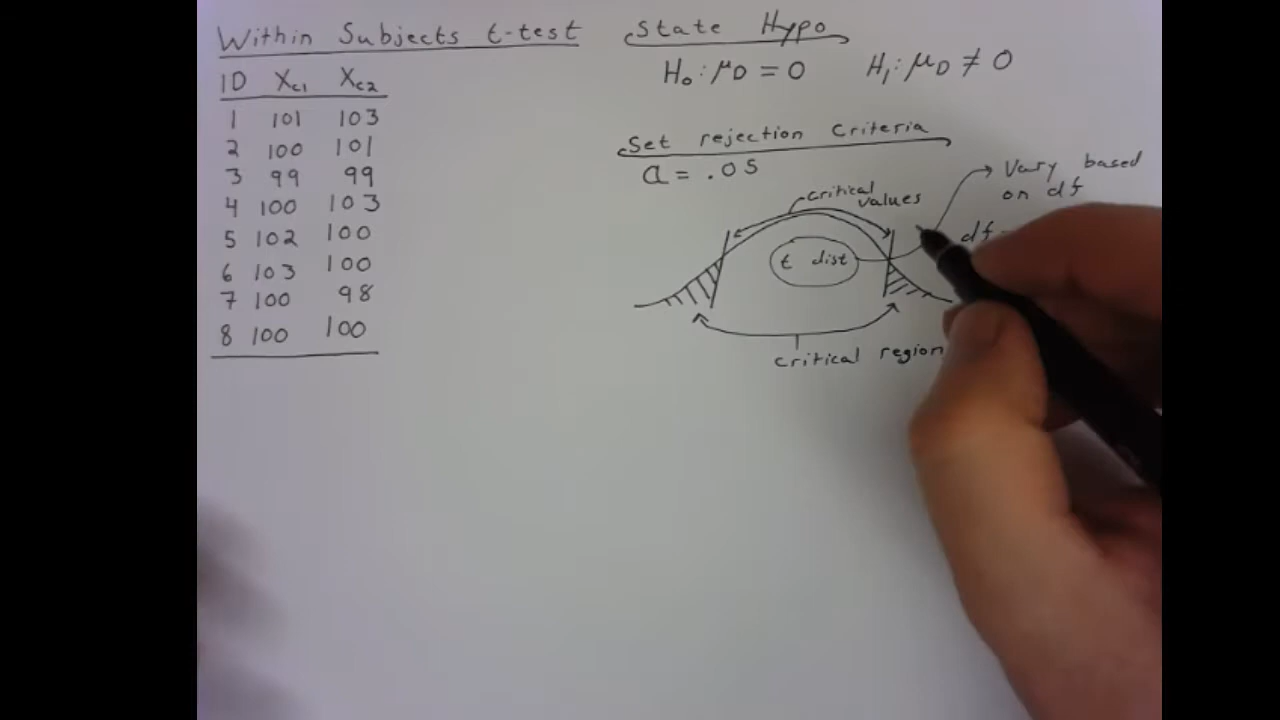 Within Subjects t-test
ID Xc1 Xc2
1 101 103
2 100 101
3 99 99
4 100 103
5 102 100
6 103 100
7 100 98
8 100 100
State Hypo
H₀: μD = 0 H₁: μD ≠ 0
Set rejection Criteria
α = .05
critical
values
Vary based
on df
df =
t dist
critical region